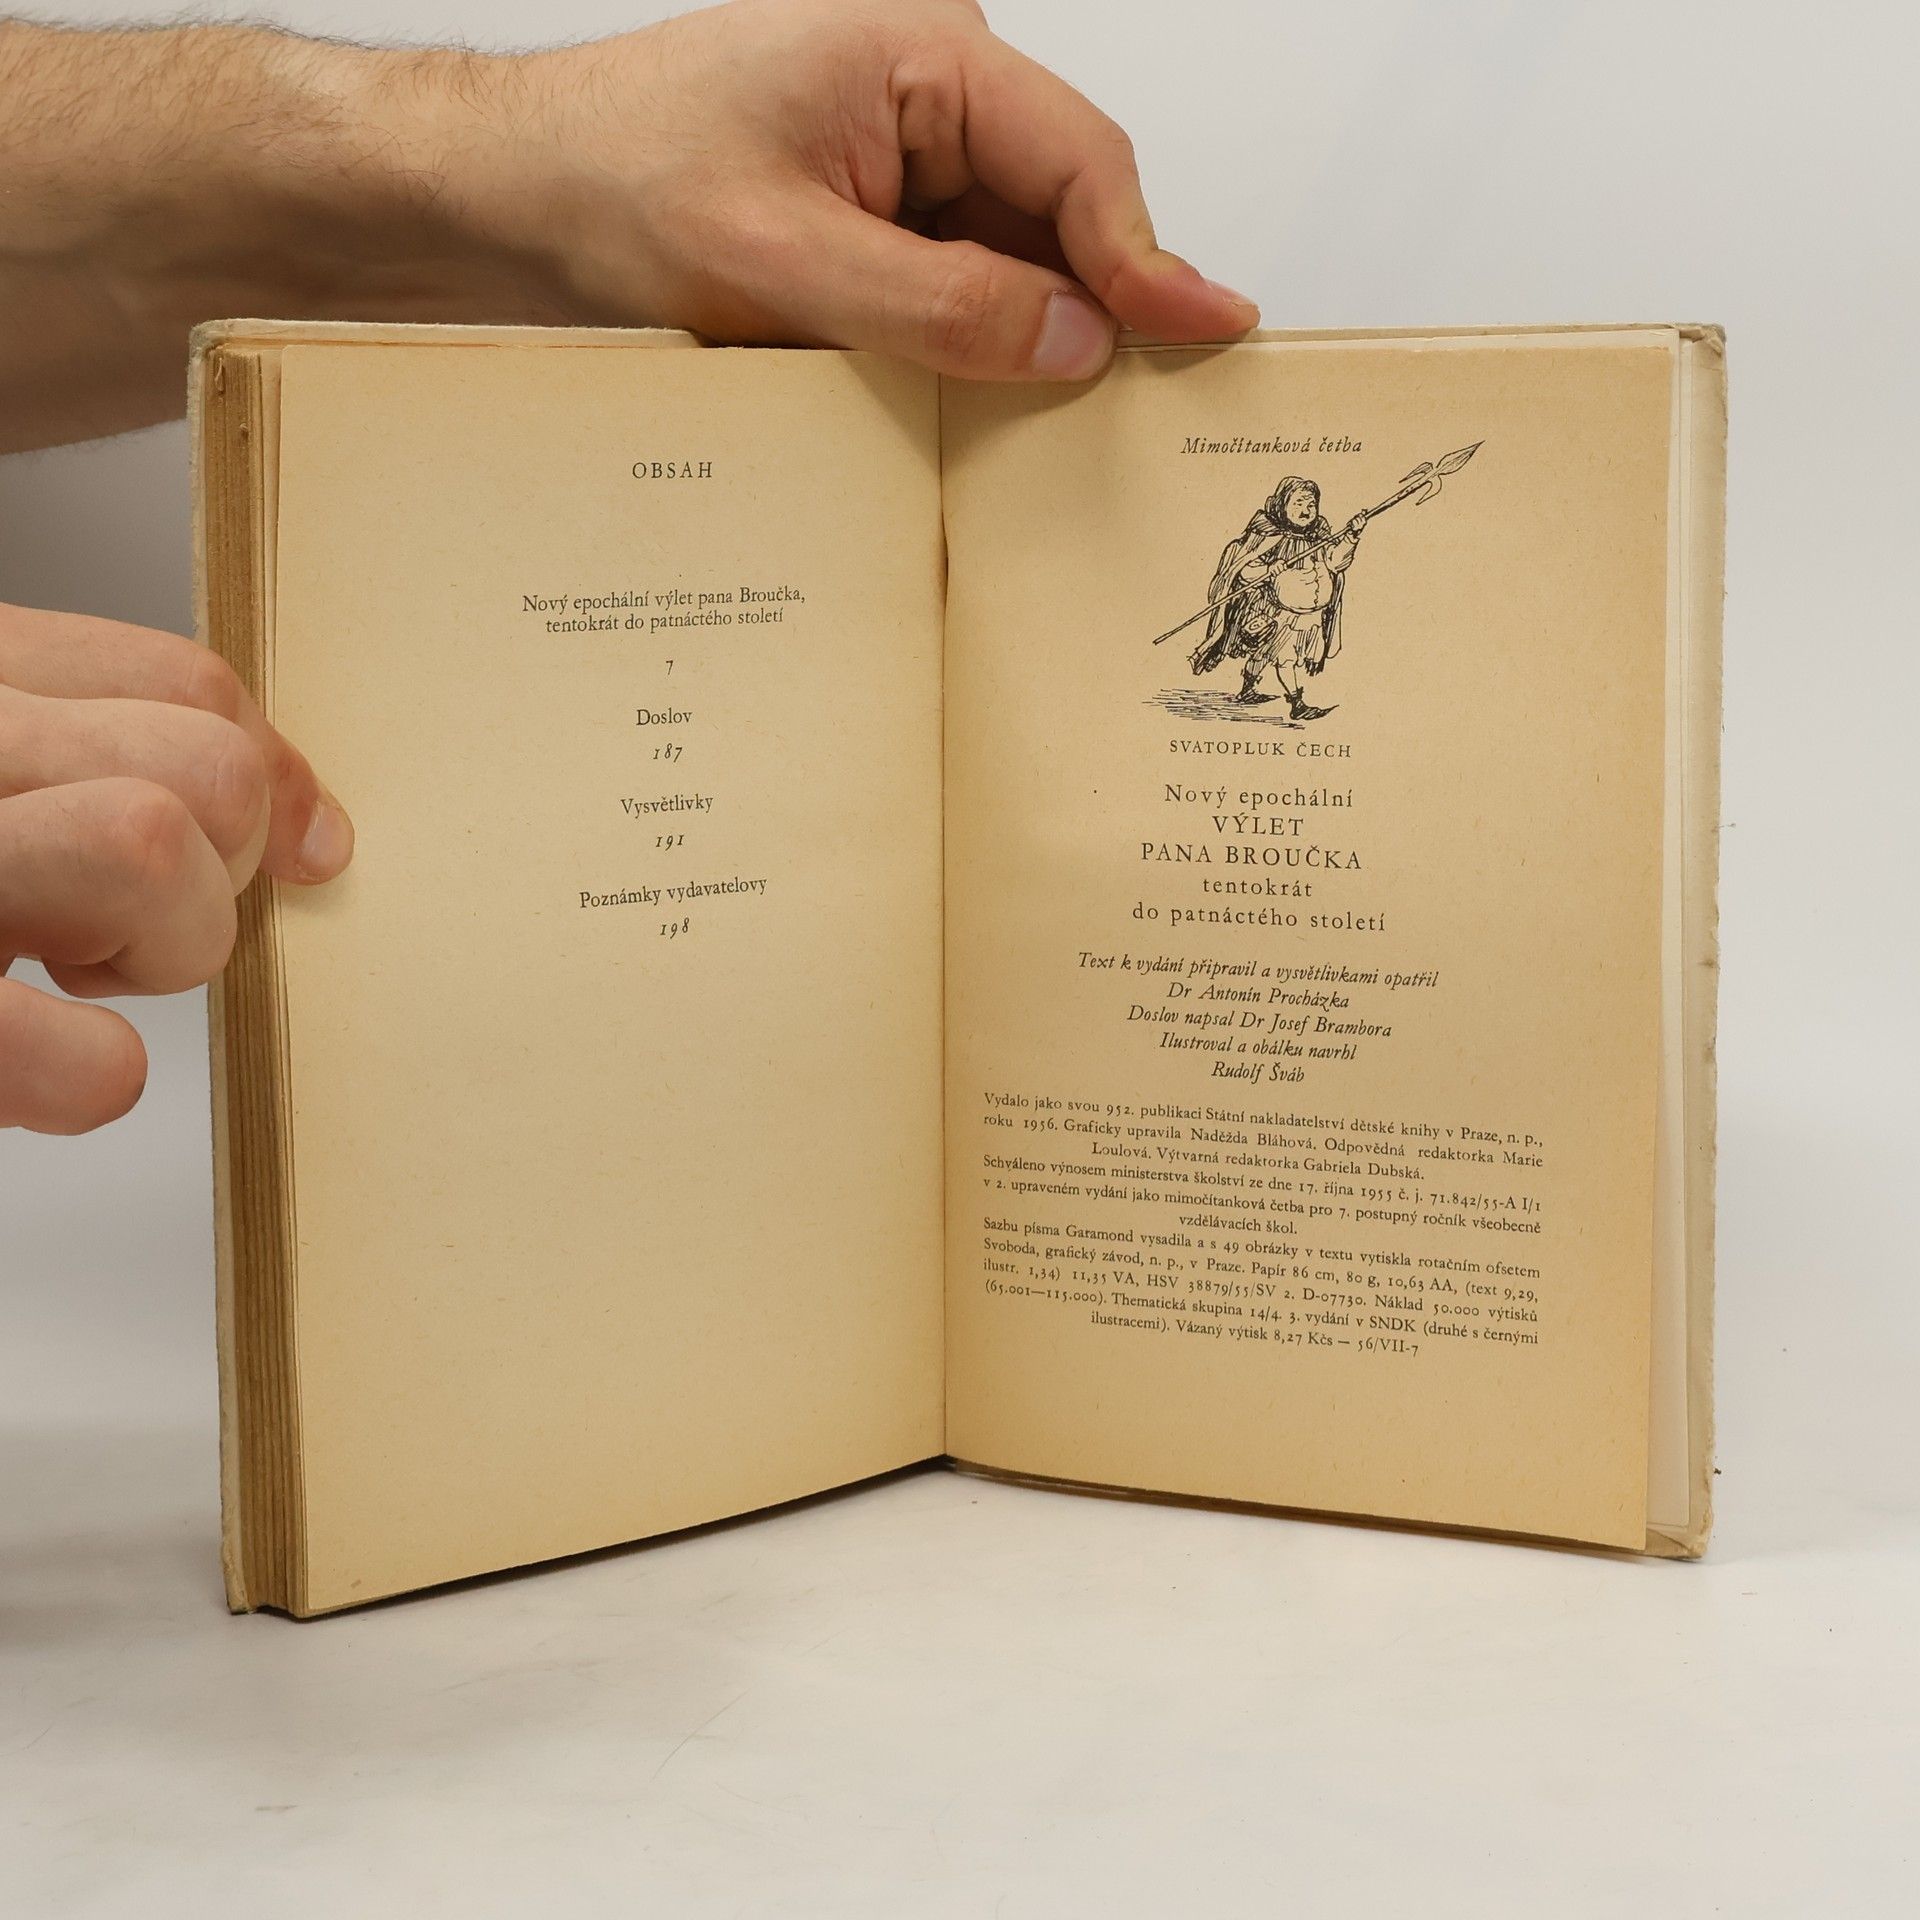 OBSAH
Nový epochální výlet pana Broučka,
tentokrát do patnáctého století
7
Doslov
187
Vysvětlivky
191
Poznámky vydavatelovy
198
Mimočítanková četba
SVATOPLUK ČECH
Nový epochální
VÝLET
PANA BROUČKA
tentokrát
do patnáctého století
Text k vydání připravil a vysvětlivkami opatřil
Dr Antonín Procházka
Doslov napsal Dr Josef Brambora
Ilustroval a obálku navrhl
Rudolf Šváb
Vydalo jako svou 952. publikaci Státní nakladatelství dětské knihy v Praze, n. p.,
roku 1956. Graficky upravila Naděžda Bláhová. Odpovědná redaktorka Marie
Loulová. Výtvarná redaktorka Gabriela Dubská.
Schváleno výnosem ministerstva školství ze dne 17. října 1955 č. j. 71.842/55-A I/1
v 2. upraveném vydání jako mimočítanková četba pro 7. postupný ročník všeobecně
vzdělávacích škol.
Sazbu písma Garamond vysadila a s 49 obrázky v textu vytiskla rotačním ofsetem
Svoboda, grafický závod, n. p., v Praze. Papír 86 cm, 80 g, 10,63 AA, (text 9,29,
ilustr. 1,34) 11,35 VA, HSV 38879/55/SV 2. D-07730. Náklad 50.000 výtisků
(65.001—115.000). Thematická skupina 14/4. 3. vydání v SNDK (druhé s černými
ilustracemi). Vázaný výtisk 8,27 Kčs — 56/VII-7